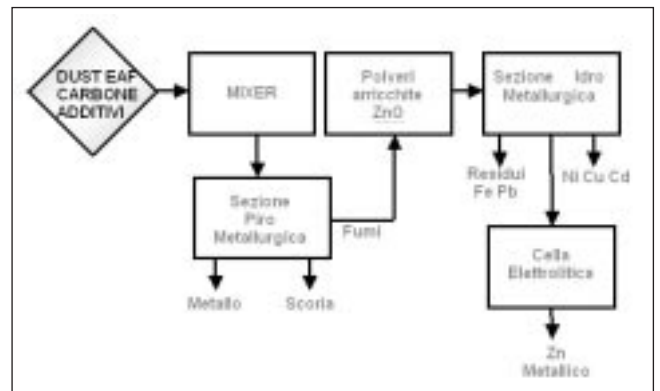 DUST EAF
CARBONE
ADDITIVI
MIXER
Polveri
arricchite
ZnO
Sezione Idro
Metallurgica
Residui
Fe Pb
Ni Cu Cd
Sezione
Piro
Metallurgica
Fumi
Metallo
Scoria
Cella
Elettrolitica
Zn
Metallico